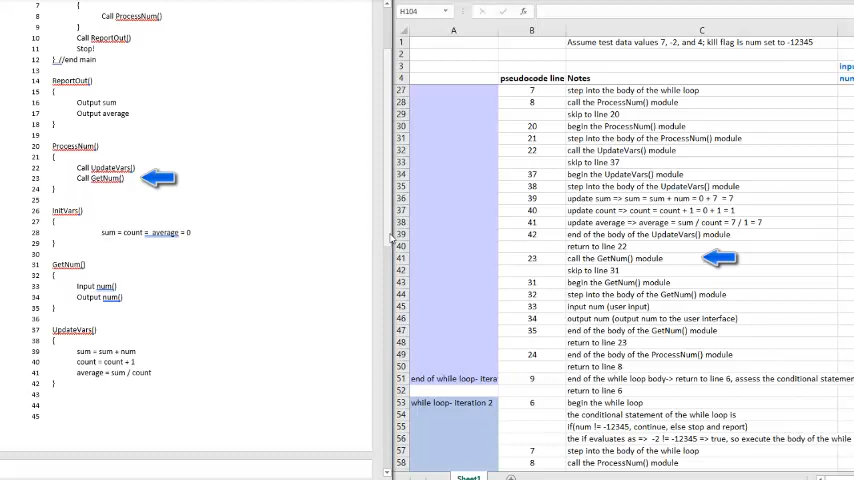 7 {
8 Call ProcessNum()
9 }
10 Call ReportOut()
11 Stop!
12 } //end main
13
14 ReportOut()
15 {
16 Output sum
17 Output average
18 }
19
20 ProcessNum()
21 {
22 Call UpdateVars()
23 Call GetNum()
24 }
25
26 InitVars()
27 {
28 sum = count = average = 0
29 }
30
31 GetNum()
32 {
33 Input num()
34 Output num()
35 }
36
37 UpdateVars()
38 {
39 sum = sum + num
40 count = count + 1
41 average = sum / count
42 }
43
44
45
H104
fx
A B C
1 Assume test data values 7, -2, and 4; kill flag is num set to -12345
2
3 inpu
4 pseudocode line Notes num
27 7 step into the body of the while loop
28 8 call the ProcessNum() module
29 skip to line 20
30 20 begin the ProcessNum() module
31 21 step into the body of the ProcessNum() module
32 22 call the UpdateVars() module
33 skip to line 37
34 37 begin the UpdateVars() module
35 38 step into the body of the UpdateVars() module
36 39 update sum => sum = sum + num = 0 + 7 = 7
37 40 update count => count = count + 1 = 0 + 1 = 1
38 41 update average => average = sum / count = 7 / 1 = 7
39 42 end of the body of the UpdateVars() module
40 return to line 22
41 23 call the GetNum() module
42 skip to line 31
43 31 begin the GetNum() module
44 32 step into the body of the GetNum() module
45 33 input num (user input)
46 34 output num (output num to the user interface)
47 35 end of the body of the GetNum() module
48 return to line 23
49 24 end of the body of the ProcessNum() module
50 return to line 8
51 end of while loop- itera 9 end of the while loop body-> return to line 6, assess the conditional statement
52 return to line 6
53 while loop- iteration 2 6 begin the while loop
54 the conditional statement of the while loop is
55 if(num != -12345, continue, else stop and report)
56 the if evaluates as => -2 != -12345 => true, so execute the body of the while
57 7 step into the body of the while loop
58 8 call the ProcessNum() module
Sheet1